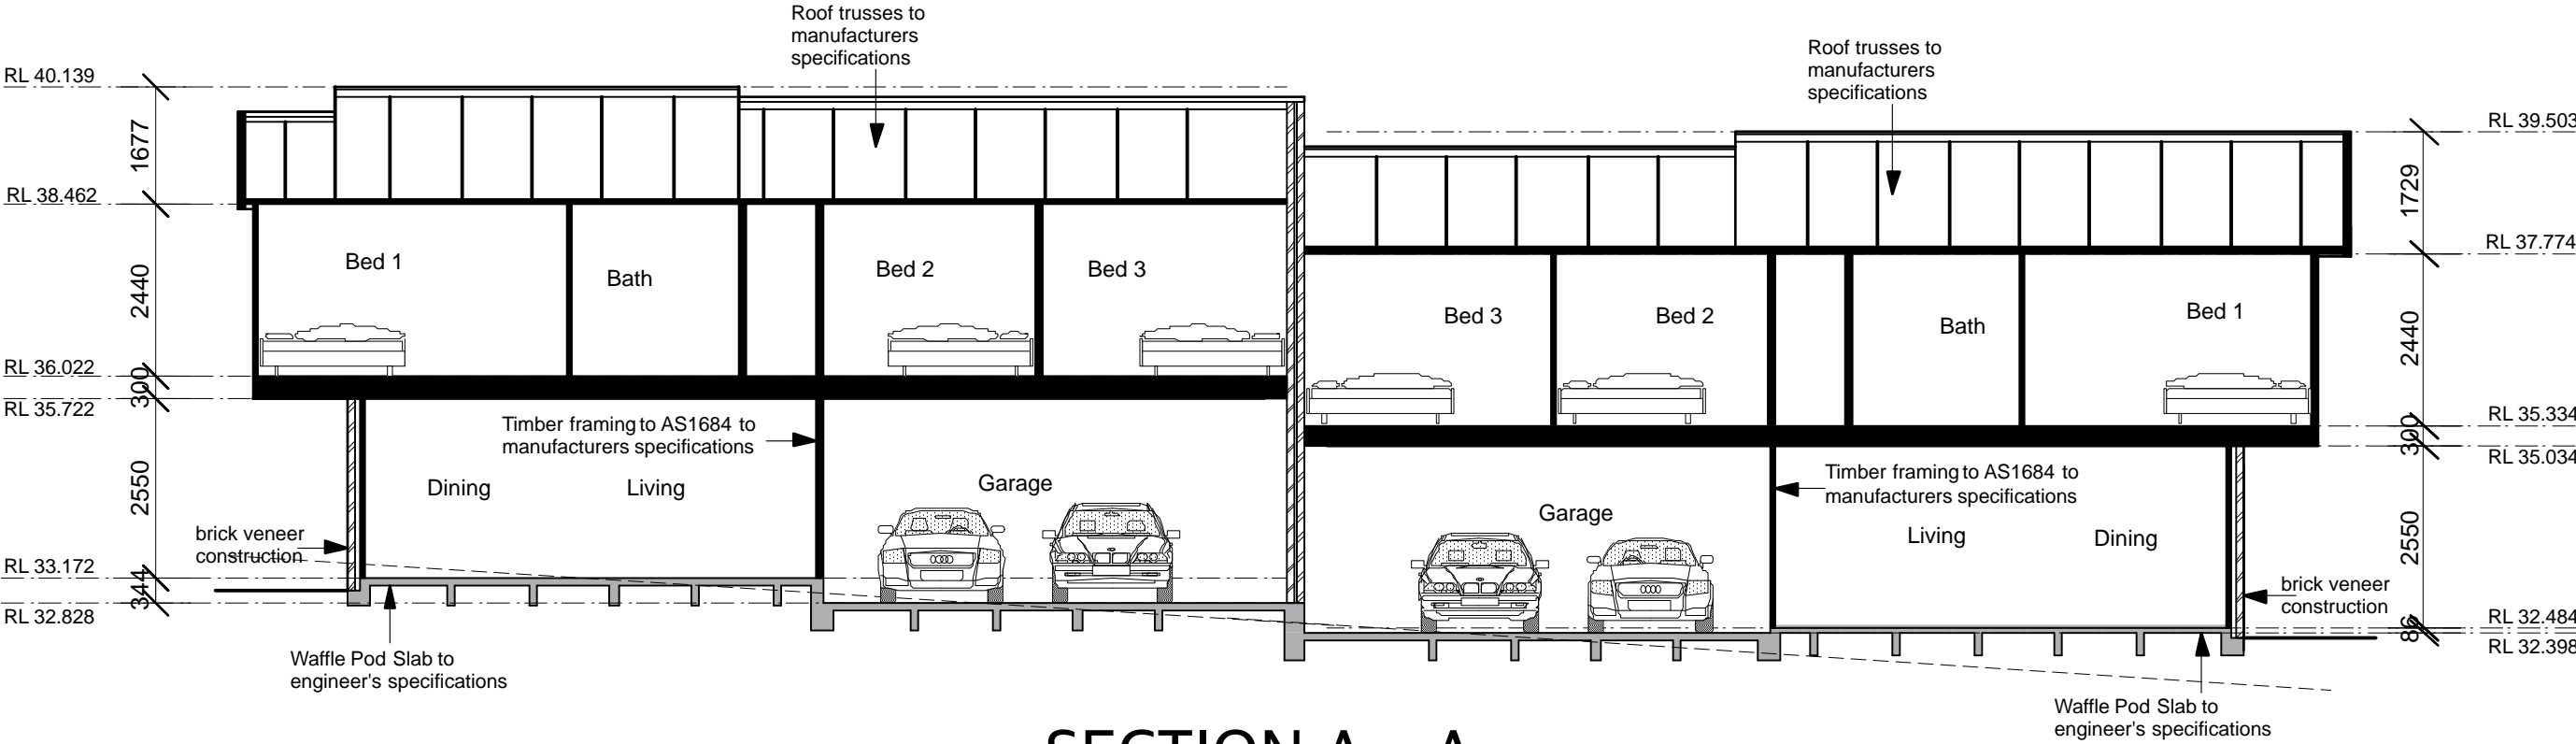 Roof trusses to
manufacturers
specifications
Roof trusses to
manufacturers
specifications
RL 40.139
RL 39.503
1677
1729
RL 38.462
RL 37.774
Bed 1
Bath
Bed 2
Bed 3
2440
Bed 3
Bed 2
Bath
Bed 1
2440
RL 36.022
300
RL 35.722
RL 35.334
300
RL 35.034
Timber framing to AS1684 to
manufacturers specifications
Timber framing to AS1684 to
manufacturers specifications
2550
Dining
Living
Garage
Garage
Living
Dining
2550
brick veneer
construction
brick veneer
construction
RL 33.172
344
RL 32.828
RL 32.484
86
RL 32.398
Waffle Pod Slab to
engineer's specifications
Waffle Pod Slab to
engineer's specifications
SECTION A - A